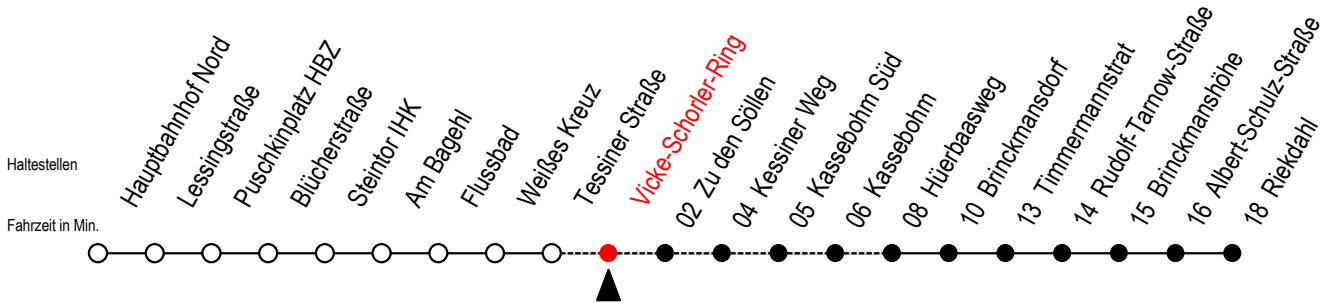 Haltestellen
Fahrzeit in Min.
Hauptbahnhof Nord
Lessingstraße
Puschkinplatz HBZ
Blücherstraße
Steintor IHK
Am Bagehl
Flussbad
Weißes Kreuz
Tessiner Straße
Vicke-Schorler-Ring
02 Zu den Söllen
04 Kessiner Weg
05 Kassebohm Süd
06 Kassebohm
08 Hüerbaasweg
10 Brinckmansdorf
13 Timmermannstrat
14 Rudolf-Tarnow-Straße
15 Brinckmanshöhe
16 Albert-Schulz-Straße
18 Riekdahl